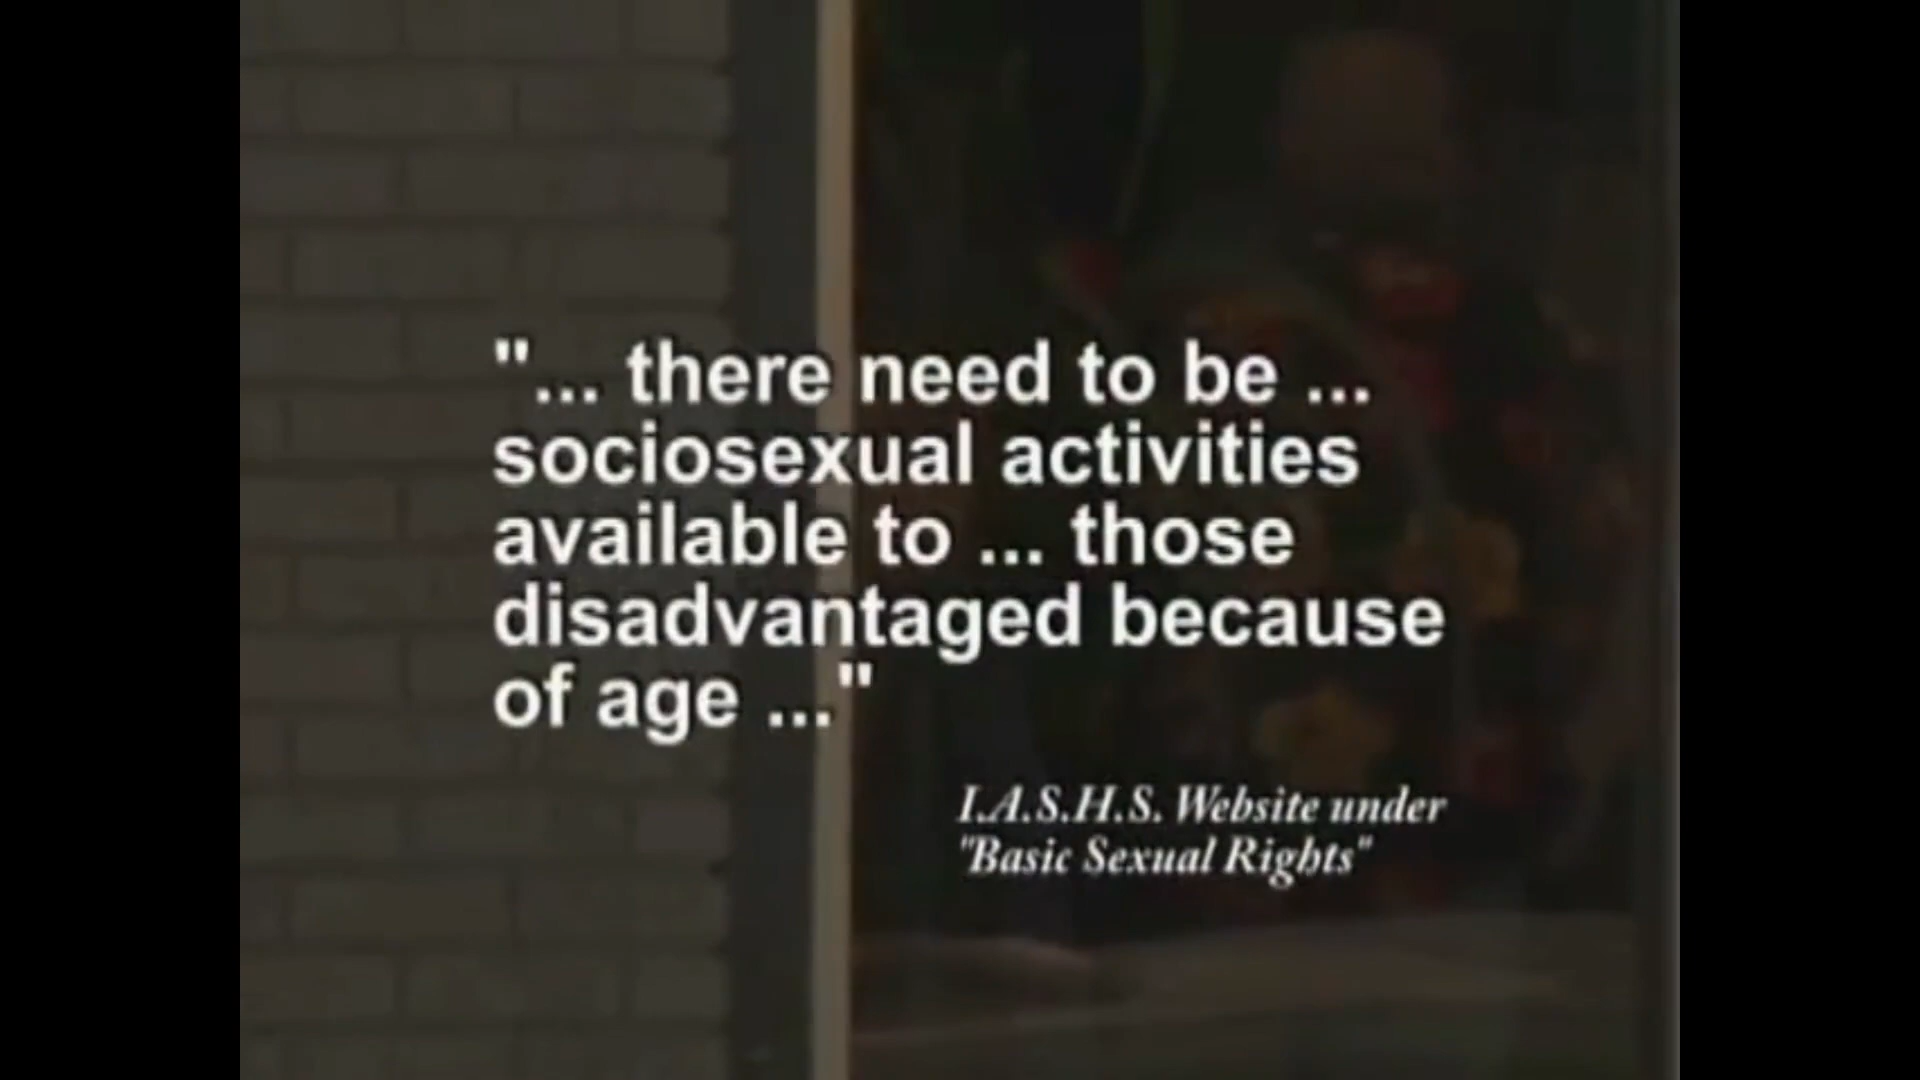 "... there need to be ...
sociosexual activities
available to ... those
disadvantaged because
of age ..."
I.A.S.H.S. Website under
"Basic Sexual Rights"